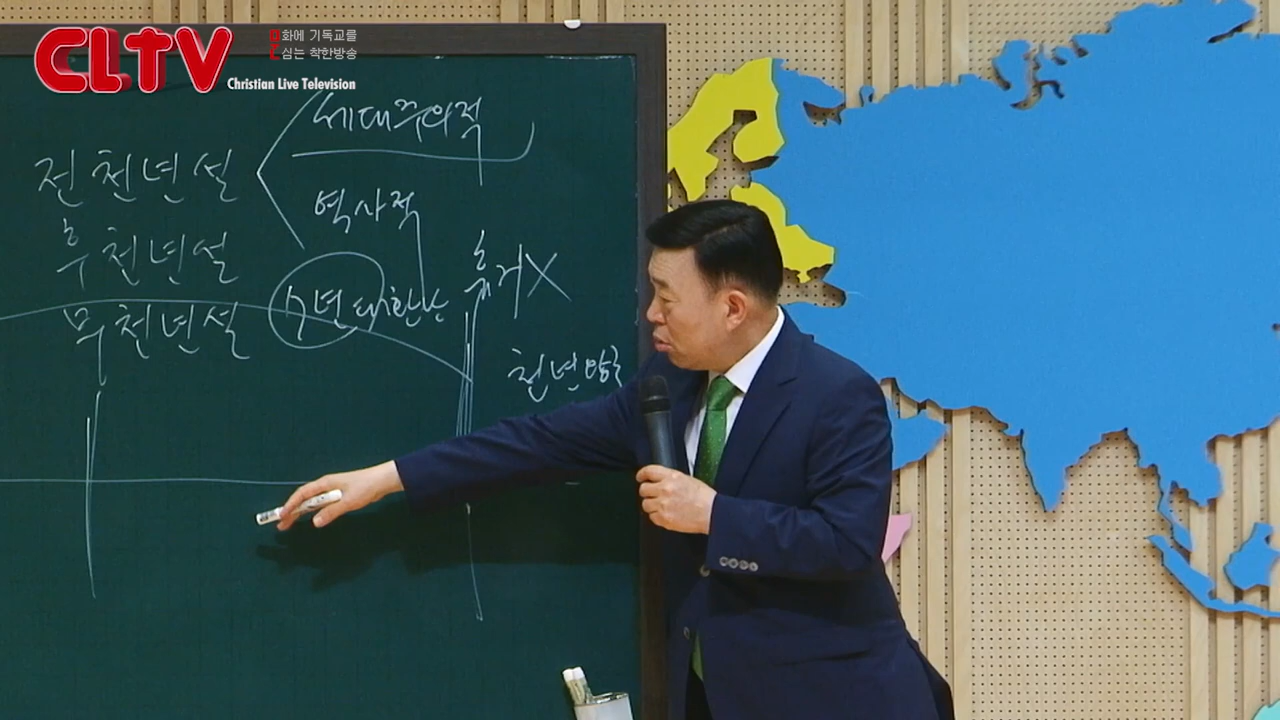 CLTV
문화에 기독교를
심는 착한방송
Christian Live Television
세대주의적
전천년설
역사적
후천년설
휴거X
무천년설
7년 대환난
천년왕국